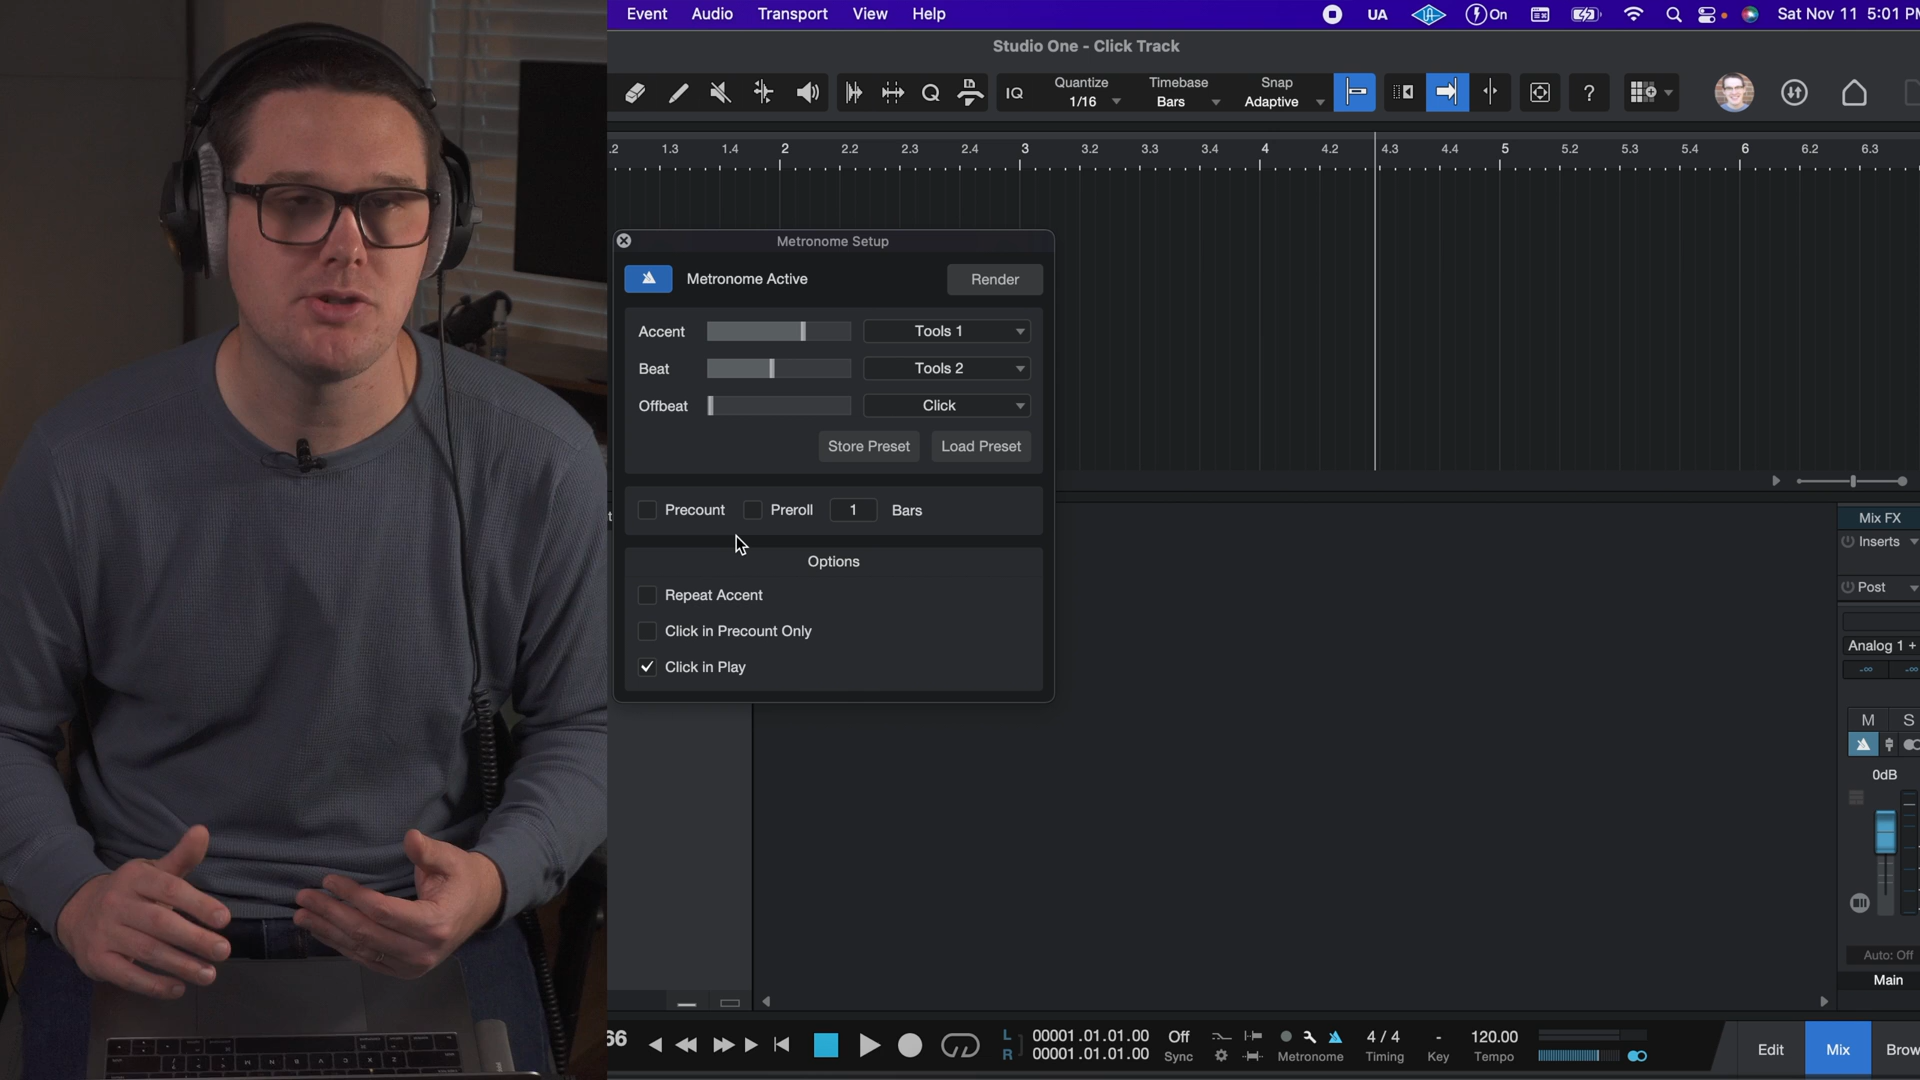 Event Audio Transport View Help
UA On Sat Nov 11 5:01 PM
Studio One - Click Track
Quantize Timebase Snap
IQ 1/16 Bars Adaptive
.2 1.3 1.4 2 2.2 2.3 2.4 3 3.2 3.3 3.4 4 4.2 4.3 4.4 5 5.2 5.3 5.4 6 6.2 6.3
Metronome Setup
Metronome Active Render
Accent Tools 1
Beat Tools 2
Offbeat Click
Store Preset Load Preset
Precount Preroll 1 Bars
Options
Repeat Accent
Click in Precount Only
Click in Play
Mix FX
Inserts
Post
Analog 1 +
-∞ -∞
M S
0dB
Auto: Off
Main
66 L 00001.01.01.00 Off 4 / 4 - 120.00
R 00001.01.01.00 Sync Metronome Timing Key Tempo
Edit Mix Brow